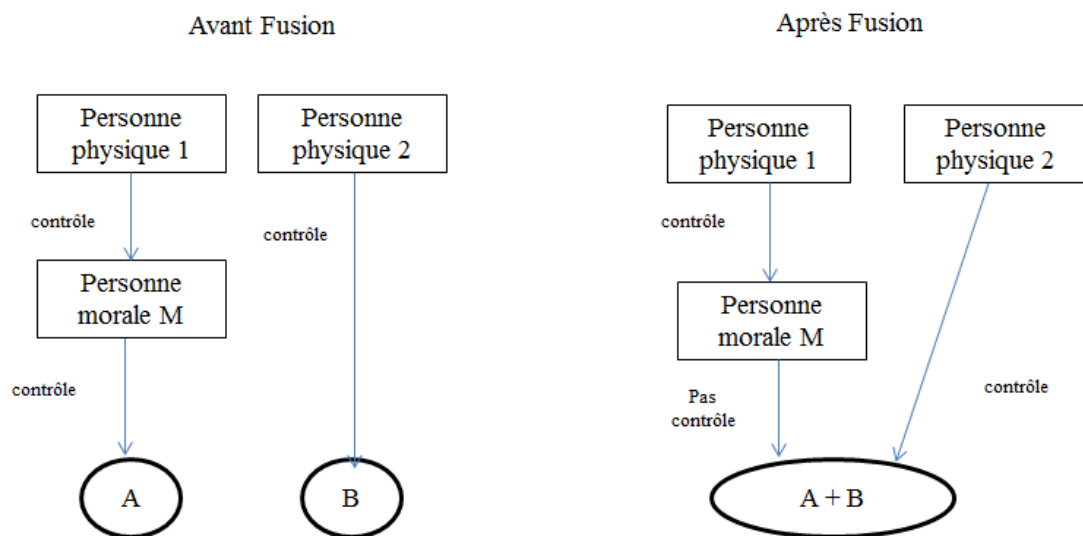 Avant Fusion
Personne
physique 1
Personne
physique 2
contrôle
contrôle
Personne
morale M
contrôle
A
B
Après Fusion
Personne
physique 1
Personne
physique 2
contrôle
Personne
morale M
Pas
contrôle
contrôle
A + B